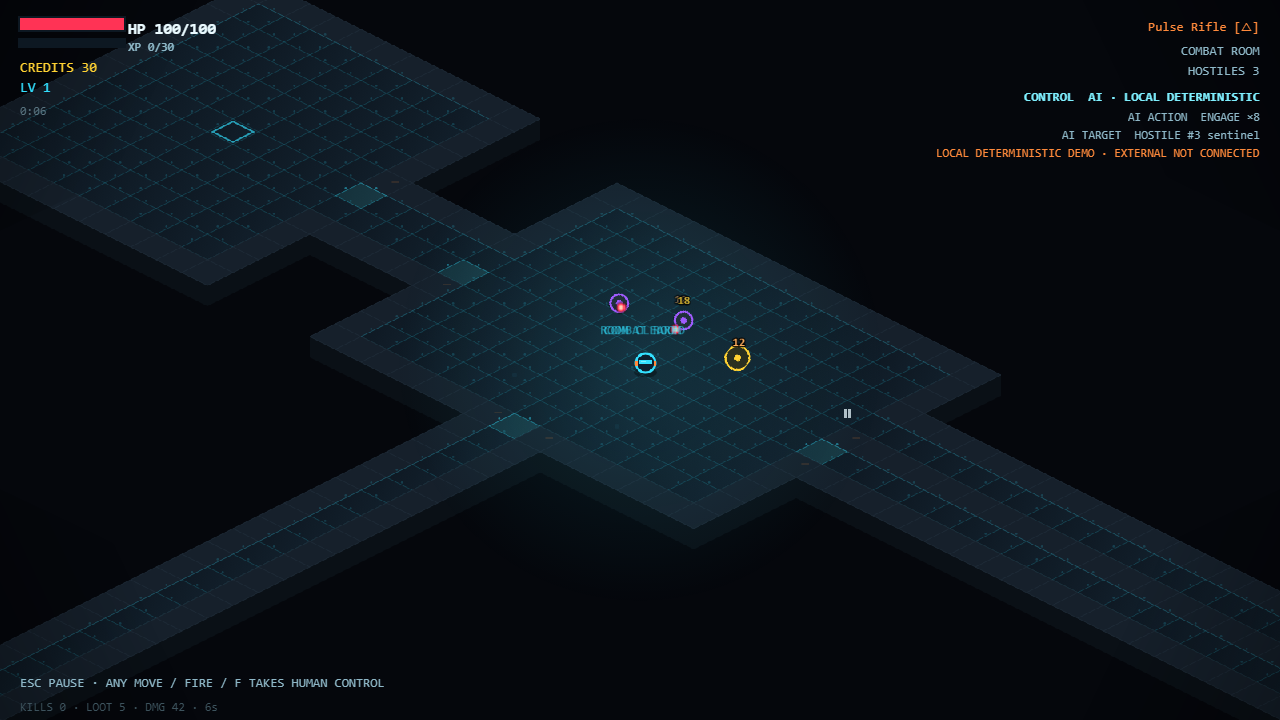 HP 100/100
XP 0/30
CREDITS 30
LV 1
0:06
Pulse Rifle [△]
COMBAT ROOM
HOSTILES 3
CONTROL AI · LOCAL DETERMINISTIC
AI ACTION ENGAGE ×8
AI TARGET HOSTILE #3 sentinel
LOCAL DETERMINISTIC DEMO · EXTERNAL NOT CONNECTED
18
12
ESC PAUSE · ANY MOVE / FIRE / F TAKES HUMAN CONTROL
KILLS 0 · LOOT 5 · DMG 42 · 6s